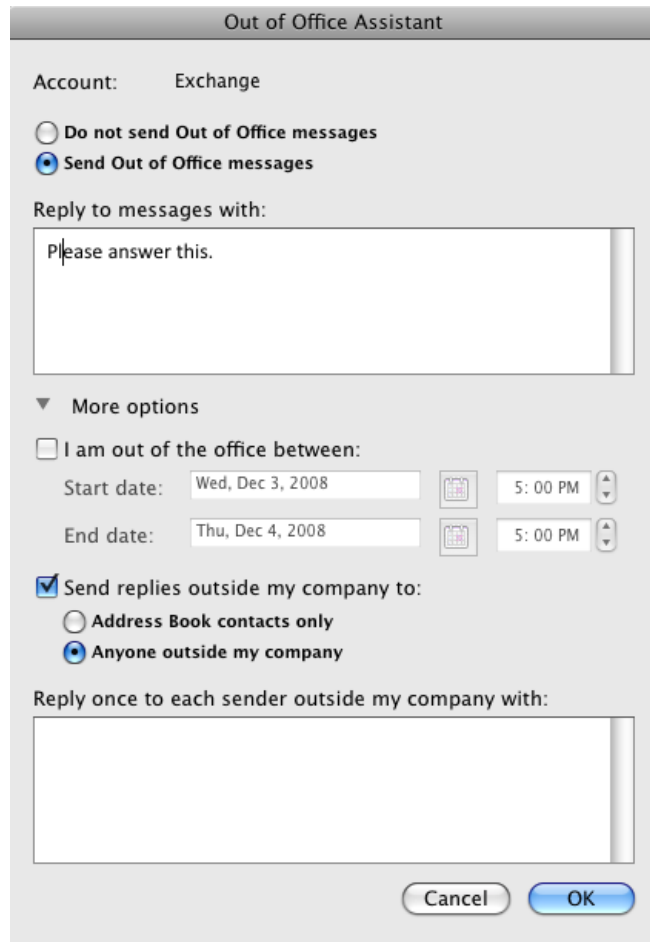 Out of Office Assistant
Account: Exchange
Do not send Out of Office messages
Send Out of Office messages
Reply to messages with:
Please answer this.
More options
I am out of the office between:
Start date: Wed, Dec 3, 2008 5: 00 PM
End date: Thu, Dec 4, 2008 5: 00 PM
Send replies outside my company to:
Address Book contacts only
Anyone outside my company
Reply once to each sender outside my company with:
Cancel OK